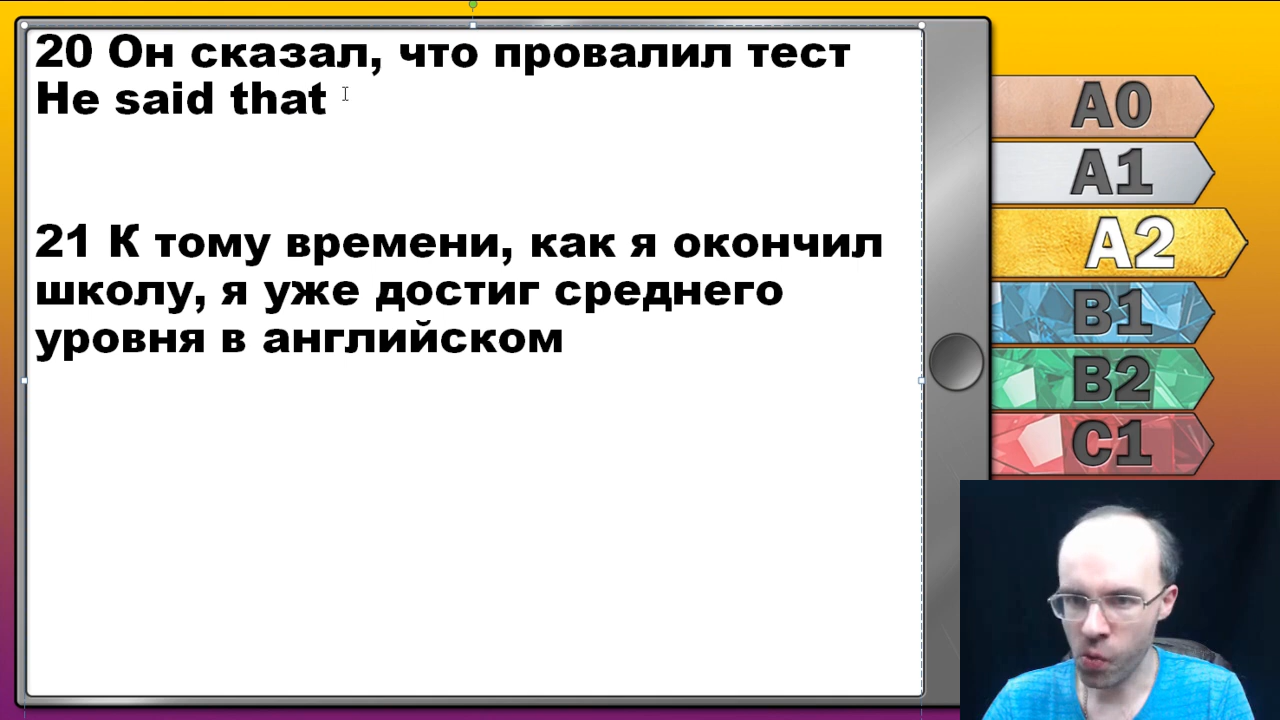 20 Он сказал, что провалил тест
He said that
21 К тому времени, как я окончил
школу, я уже достиг среднего
уровня в английском
A0
A1
A2
B1
B2
C1